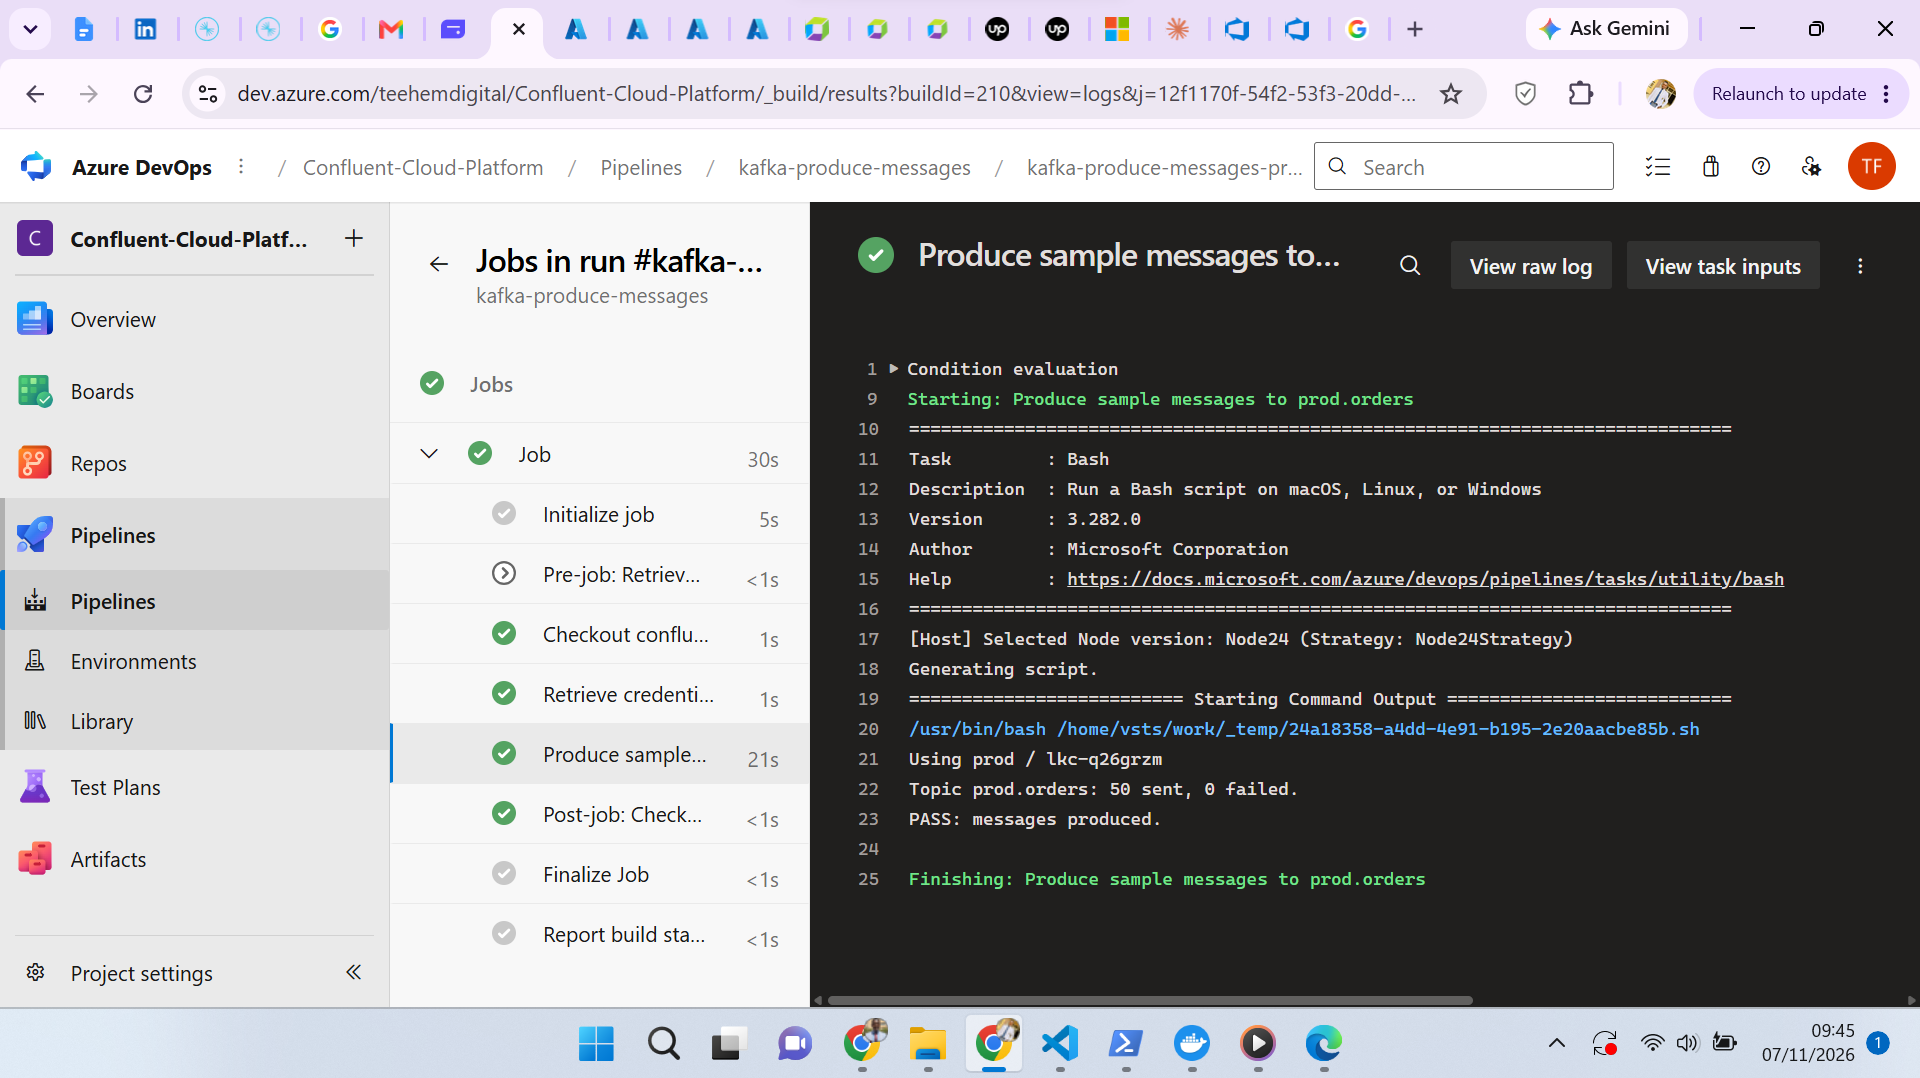 Ask Gemini
dev.azure.com/teehemdigital/Confluent-Cloud-Platform/_build/results?buildId=210&view=logs&j=12f1170f-54f2-53f3-20dd-...
Relaunch to update
Azure DevOps / Confluent-Cloud-Platform / Pipelines / kafka-produce-messages / kafka-produce-messages-pr...
Search
TF
C Confluent-Cloud-Platf...
Overview
Boards
Repos
Pipelines
Pipelines
Environments
Library
Test Plans
Artifacts
Project settings
Jobs in run #kafka-...
kafka-produce-messages
Jobs
Job 30s
Initialize job 5s
Pre-job: Retriev... <1s
Checkout conflu... 1s
Retrieve credenti... 1s
Produce sample... 21s
Post-job: Check... <1s
Finalize Job <1s
Report build sta... <1s
Produce sample messages to...
View raw log
View task inputs
1 Condition evaluation
9 Starting: Produce sample messages to prod.orders
10 ==============================================================================
11 Task : Bash
12 Description : Run a Bash script on macOS, Linux, or Windows
13 Version : 3.282.0
14 Author : Microsoft Corporation
15 Help : https://docs.microsoft.com/azure/devops/pipelines/tasks/utility/bash
16 ==============================================================================
17 [Host] Selected Node version: Node24 (Strategy: Node24Strategy)
18 Generating script.
19 ========================== Starting Command Output ===========================
20 /usr/bin/bash /home/vsts/work/_temp/24a18358-a4dd-4e91-b195-2e20aacbe85b.sh
21 Using prod / lkc-q26grzm
22 Topic prod.orders: 50 sent, 0 failed.
23 PASS: messages produced.
24
25 Finishing: Produce sample messages to prod.orders
09:45
07/11/2026
1